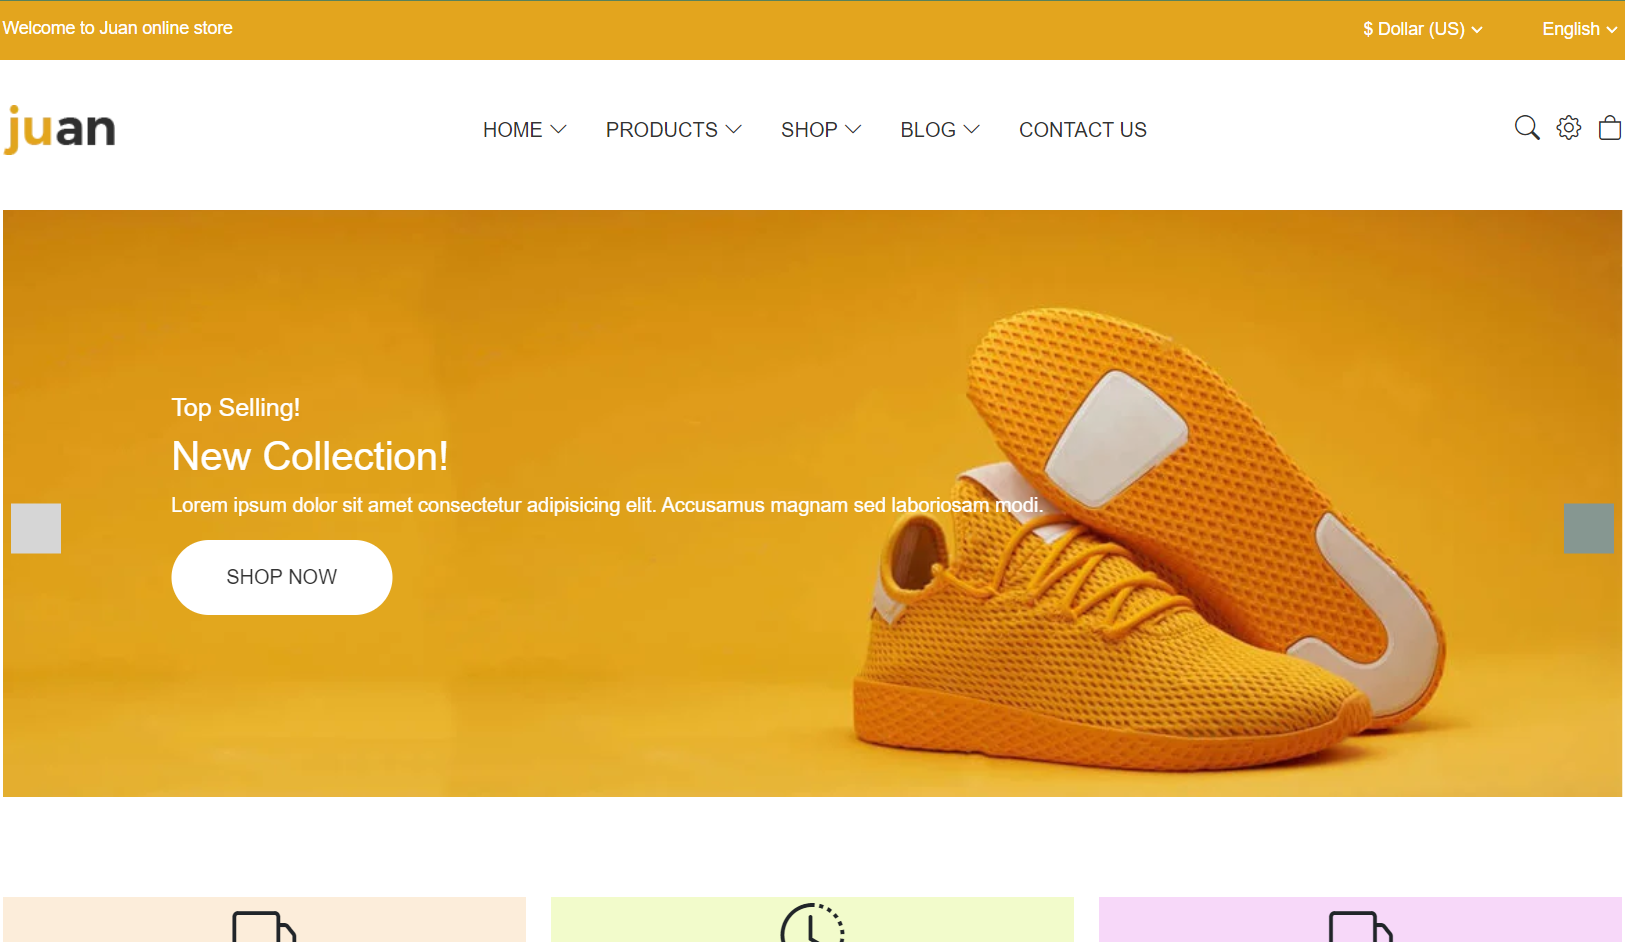 Welcome to Juan online store
$ Dollar (US)
English
juan
HOME
PRODUCTS
SHOP
BLOG
CONTACT US
Top Selling!
New Collection!
Lorem ipsum dolor sit amet consectetur adipisicing elit. Accusamus magnam sed laboriosam modi.
SHOP NOW